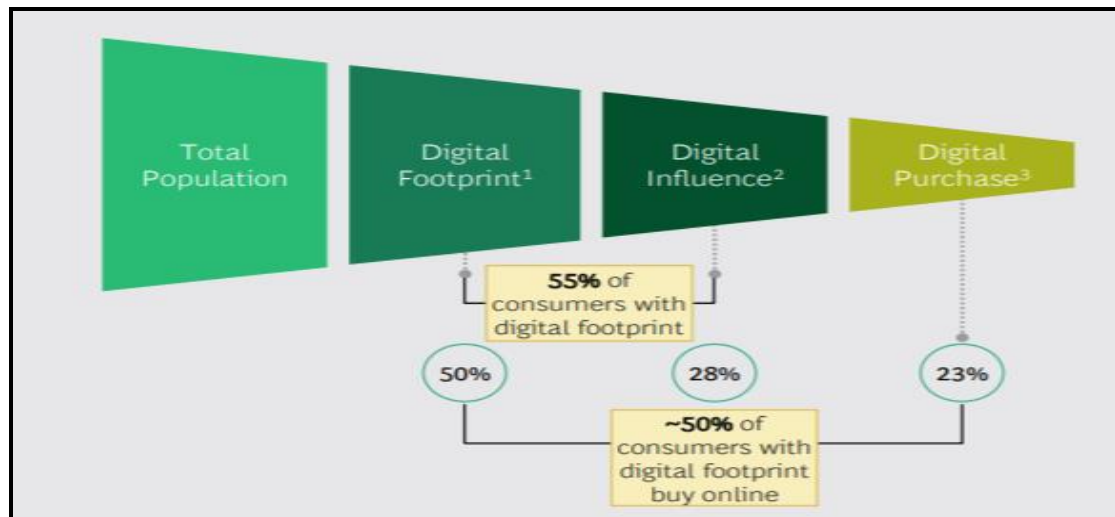 Total
Population
Digital
Footprint¹
Digital
Influence²
Digital
Purchase³
55% of
consumers with
digital footprint
50%
28%
23%
~50% of
consumers with
digital footprint
buy online